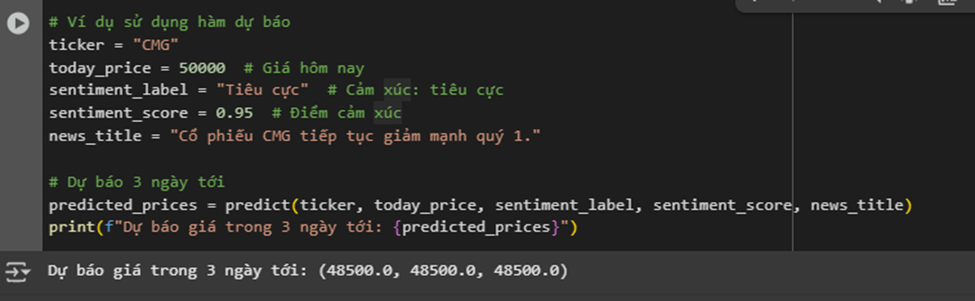 # Ví dụ sử dụng hàm dự báo
ticker = "CMG"
today_price = 50000  # Giá hôm nay
sentiment_label = "Tiêu cực"  # Cảm xúc: tiêu cực
sentiment_score = 0.95  # Điểm cảm xúc
news_title = "Cổ phiếu CMG tiếp tục giảm mạnh quý 1."
# Dự báo 3 ngày tới
predicted_prices = predict(ticker, today_price, sentiment_label, sentiment_score, news_title)
print(f"Dự báo giá trong 3 ngày tới: {predicted_prices}")
Dự báo giá trong 3 ngày tới: (48500.0, 48500.0, 48500.0)